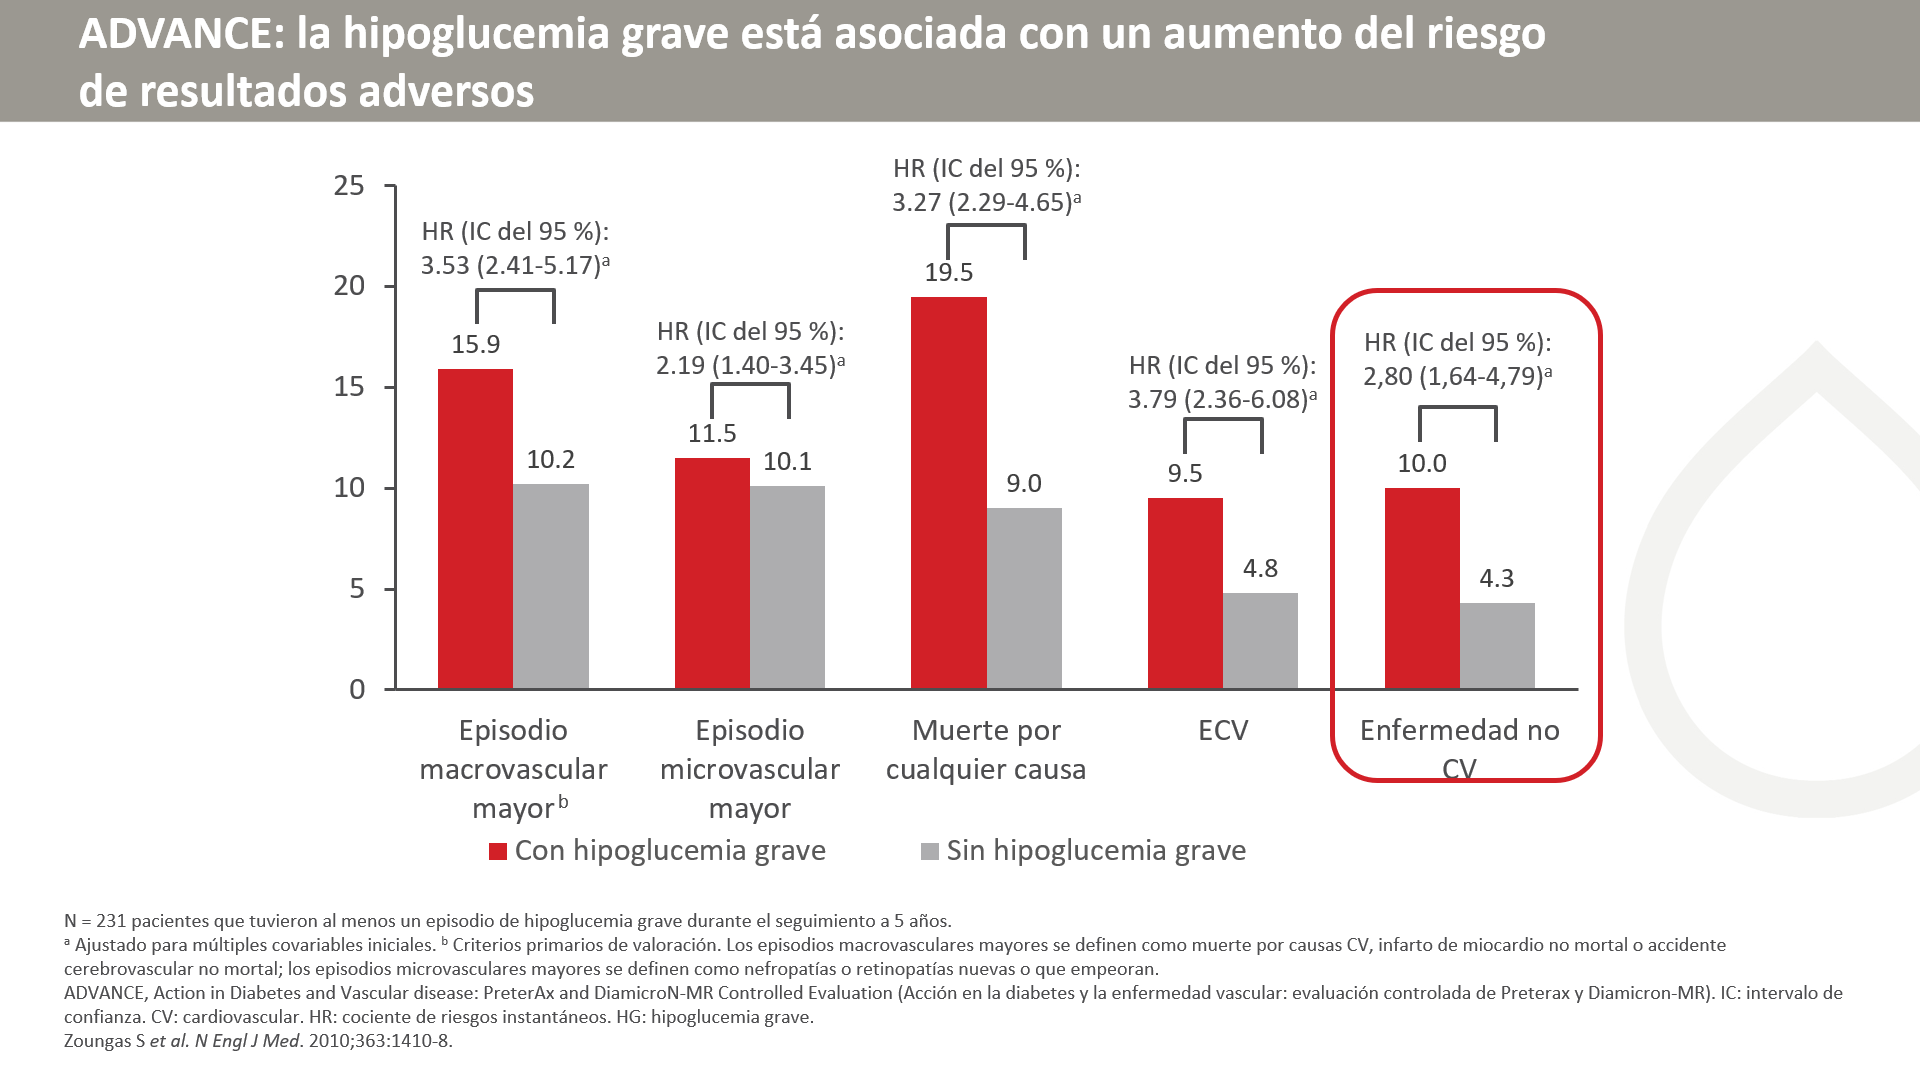 ADVANCE: la hipoglucemia grave está asociada con un aumento del riesgo
de resultados adversos
HR (IC del 95 %):
3.53 (2.41-5.17)ᵃ
HR (IC del 95 %):
2.19 (1.40-3.45)ᵃ
HR (IC del 95 %):
3.27 (2.29-4.65)ᵃ
HR (IC del 95 %):
3.79 (2.36-6.08)ᵃ
HR (IC del 95 %):
2,80 (1,64-4,79)ᵃ
25
20
15
10
5
0
15.9
10.2
11.5
10.1
19.5
9.0
9.5
4.8
10.0
4.3
Episodio
macrovascular
mayor ᵇ
Episodio
microvascular
mayor
Muerte por
cualquier causa
ECV
Enfermedad no
CV
Con hipoglucemia grave
Sin hipoglucemia grave
N = 231 pacientes que tuvieron al menos un episodio de hipoglucemia grave durante el seguimiento a 5 años.
ᵃ Ajustado para múltiples covariables iniciales. ᵇ Criterios primarios de valoración. Los episodios macrovasculares mayores se definen como muerte por causas CV, infarto de miocardio no mortal o accidente
cerebrovascular no mortal; los episodios microvasculares mayores se definen como nefropatías o retinopatías nuevas o que empeoran.
ADVANCE, Action in Diabetes and Vascular disease: PreterAx and DiamicroN-MR Controlled Evaluation (Acción en la diabetes y la enfermedad vascular: evaluación controlada de Preterax y Diamicron-MR). IC: intervalo de
confianza. CV: cardiovascular. HR: cociente de riesgos instantáneos. HG: hipoglucemia grave.
Zoungas S et al. N Engl J Med. 2010;363:1410-8.